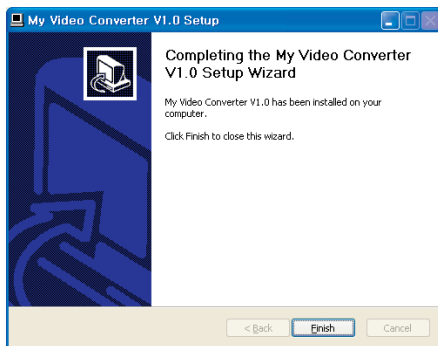 My Video Converter V1.0 Setup
Completing the My Video Converter
V1.0 Setup Wizard
My Video Converter V1.0 has been installed on your
computer.
Click Finish to close this wizard.
< Back
Finish
Cancel